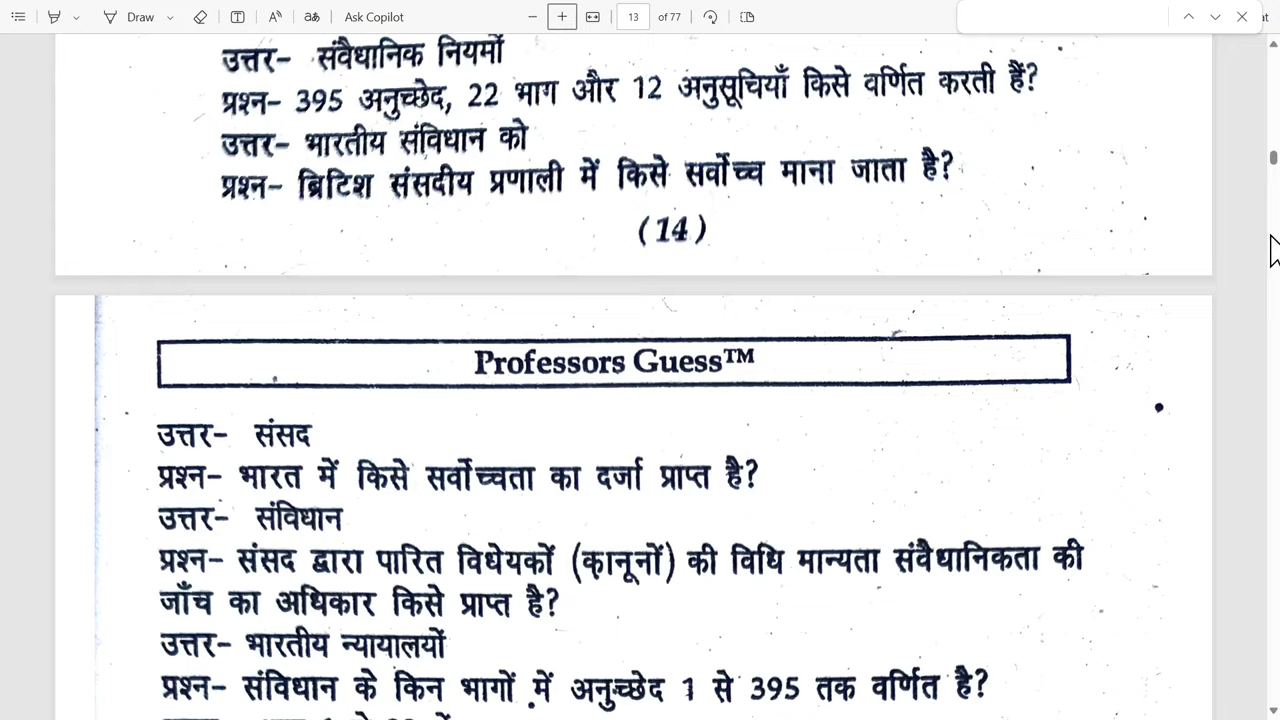 Draw
Ask Copilot
13 of 77
उत्तर- संवैधानिक नियमों
प्रश्न- 395 अनुच्छेद, 22 भाग और 12 अनुसूचियाँ किसे वर्णित करती हैं?
उत्तर- भारतीय संविधान को
प्रश्न- ब्रिटिश संसदीय प्रणाली में किसे सर्वोच्च माना जाता है?
(14)
Professors Guess™
उत्तर- संसद
प्रश्न- भारत में किसे सर्वोच्चता का दर्जा प्राप्त है?
उत्तर- संविधान
प्रश्न- संसद द्वारा पारित विधेयकों (कानूनों) की विधि मान्यता संवैधानिकता की
जाँच का अधिकार किसे प्राप्त है?
उत्तर- भारतीय न्यायालयों
प्रश्न- संविधान के किन भागों में अनुच्छेद 1 से 395 तक वर्णित है?